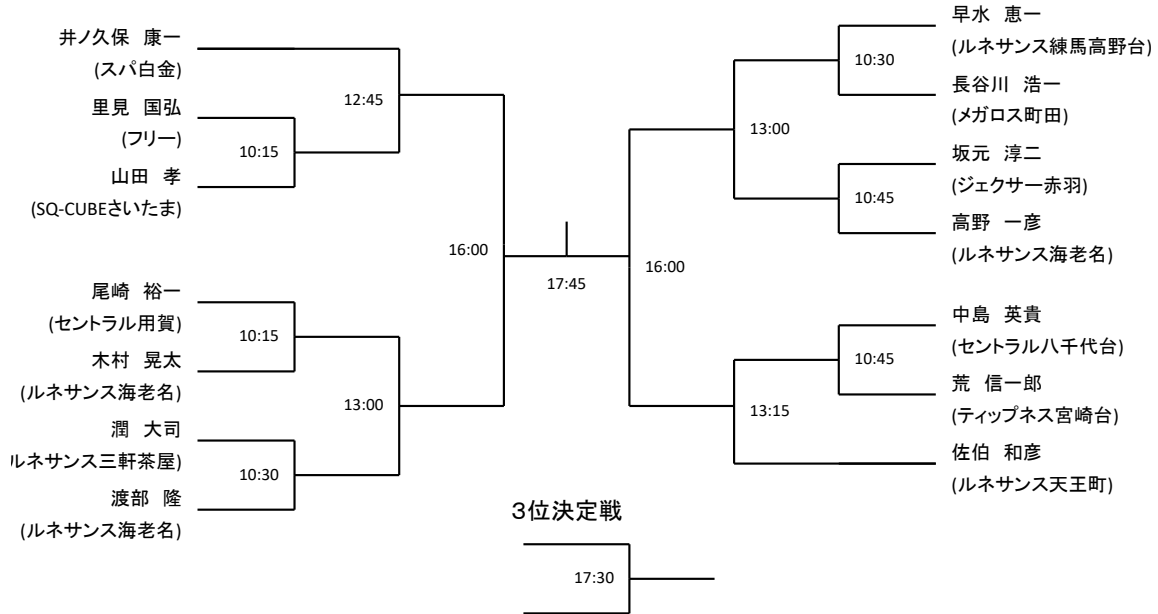 井ノ久保 康一
(スパ白金)
12:45
里見 国弘
(フリー)
10:15
山田 孝
(SQ-CUBEさいたま)
16:00
尾崎 裕一
(セントラル用賀)
10:15
木村 晃太
(ルネサンス海老名)
13:00
潤 大司
ルネサンス三軒茶屋)
10:30
渡部 隆
(ルネサンス海老名)
17:45
早水 恵一
(ルネサンス練馬高野台)
10:30
長谷川 浩一
(メガロス町田)
13:00
坂元 淳二
(ジェクサー赤羽)
10:45
高野 一彦
(ルネサンス海老名)
16:00
中島 英貴
(セントラル八千代台)
10:45
荒 信一郎
(ティップネス宮崎台)
13:15
佐伯 和彦
(ルネサンス天王町)
3位決定戦
17:30